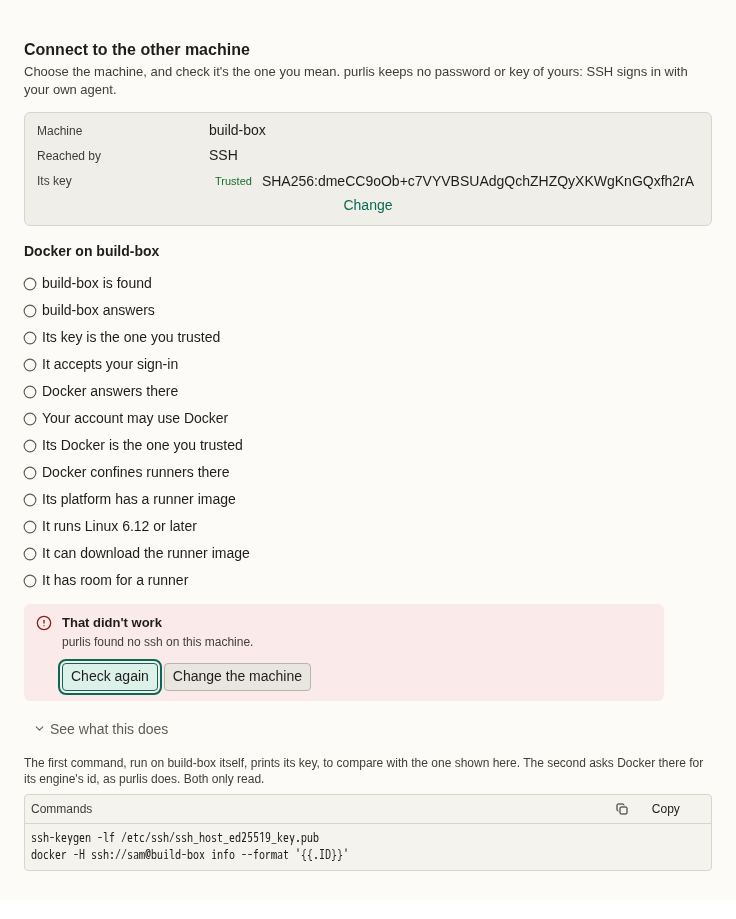 Connect to the other machine
Choose the machine, and check it's the one you mean. purlis keeps no password or key of yours: SSH signs in with
your own agent.
Machine build-box
Reached by SSH
Its key Trusted SHA256:dmeCC9oOb+c7VYVBSUAdgQchZHZQyXKWgKnGQxfh2rA
Change
Docker on build-box
build-box is found
build-box answers
Its key is the one you trusted
It accepts your sign-in
Docker answers there
Your account may use Docker
Its Docker is the one you trusted
Docker confines runners there
Its platform has a runner image
It runs Linux 6.12 or later
It can download the runner image
It has room for a runner
That didn't work
purlis found no ssh on this machine.
Check again Change the machine
See what this does
The first command, run on build-box itself, prints its key, to compare with the one shown here. The second asks Docker there for
its engine's id, as purlis does. Both only read.
Commands Copy
ssh-keygen -lf /etc/ssh/ssh_host_ed25519_key.pub
docker -H ssh://sam@build-box info --format '{{.ID}}'